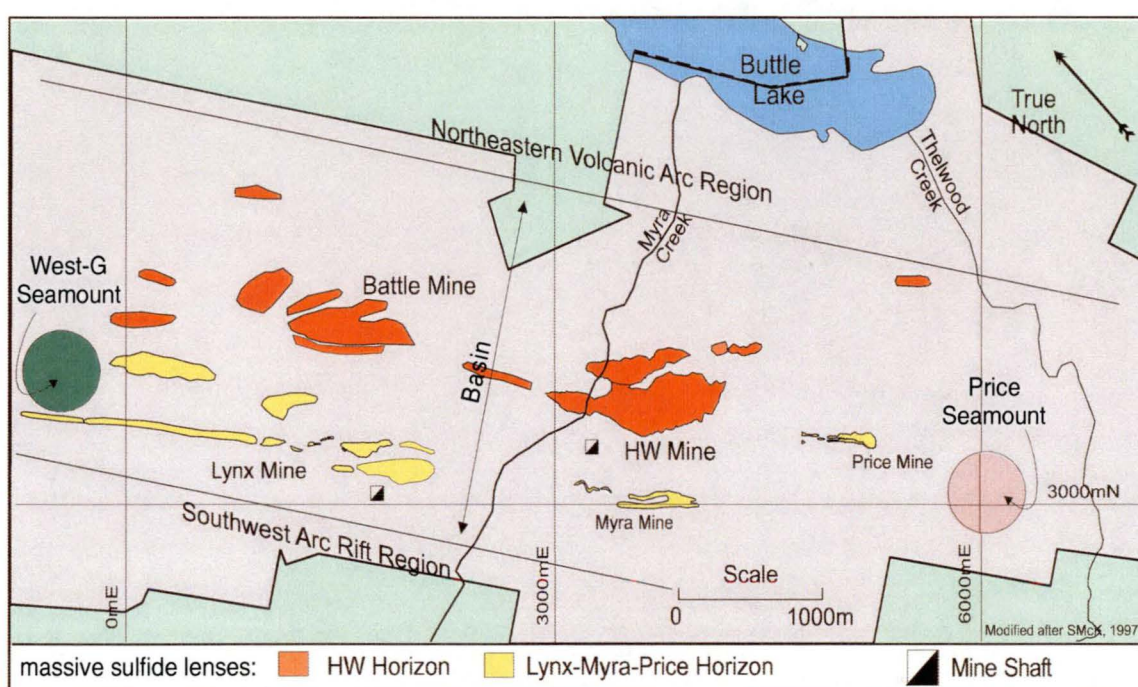 Buttle
Lake
True
North
Northeastern Volcanic Arc Region
Thelwood
Creek
Myra
Creek
West-G
Seamount
Battle Mine
Basin
Price
Seamount
HW Mine
Lynx Mine
Price Mine
3000mN
Myra Mine
Southwest Arc Rift Region
Scale
0mE
3000mE
6000mE
0 1000m
Modified after SMcK, 1997
massive sulfide lenses: HW Horizon Lynx-Myra-Price Horizon Mine Shaft